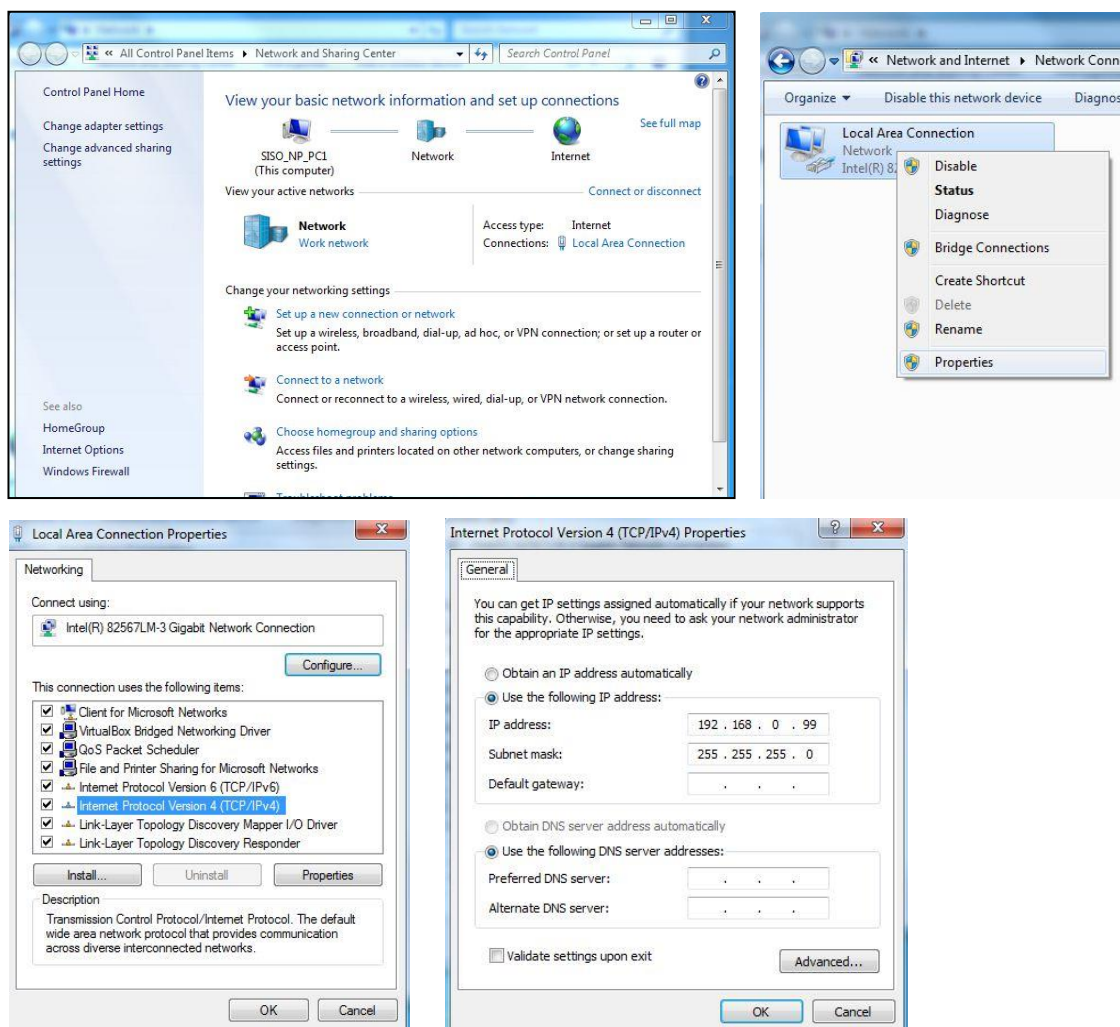 « All Control Panel Items ▸ Network and Sharing Center
Search Control Panel
Control Panel Home
Change adapter settings
Change advanced sharing
settings
See also
HomeGroup
Internet Options
Windows Firewall
View your basic network information and set up connections
See full map
SISO_NP_PC1
(This computer)
Network
Internet
View your active networks
Connect or disconnect
Network
Work network
Access type: Internet
Connections: Local Area Connection
Change your networking settings
Set up a new connection or network
Set up a wireless, broadband, dial-up, ad hoc, or VPN connection; or set up a router or
access point.
Connect to a network
Connect or reconnect to a wireless, wired, dial-up, or VPN network connection.
Choose homegroup and sharing options
Access files and printers located on other network computers, or change sharing
settings.
« Network and Internet ▸ Network Conn
Organize
Disable this network device
Diagnos
Local Area Connection
Network
Intel(R) 8
Disable
Status
Diagnose
Bridge Connections
Create Shortcut
Delete
Rename
Properties
Local Area Connection Properties
Networking
Connect using:
Intel(R) 82567LM-3 Gigabit Network Connection
Configure...
This connection uses the following items:
Client for Microsoft Networks
VirtualBox Bridged Networking Driver
QoS Packet Scheduler
File and Printer Sharing for Microsoft Networks
Internet Protocol Version 6 (TCP/IPv6)
Internet Protocol Version 4 (TCP/IPv4)
Link-Layer Topology Discovery Mapper I/O Driver
Link-Layer Topology Discovery Responder
Install...
Uninstall
Properties
Description
Transmission Control Protocol/Internet Protocol. The default
wide area network protocol that provides communication
across diverse interconnected networks.
OK
Cancel
Internet Protocol Version 4 (TCP/IPv4) Properties
General
You can get IP settings assigned automatically if your network supports
this capability. Otherwise, you need to ask your network administrator
for the appropriate IP settings.
Obtain an IP address automatically
Use the following IP address:
IP address: 192 . 168 . 0 . 99
Subnet mask: 255 . 255 . 255 . 0
Default gateway: . . .
Obtain DNS server address automatically
Use the following DNS server addresses:
Preferred DNS server: . . .
Alternate DNS server: . . .
Validate settings upon exit
Advanced...
OK
Cancel